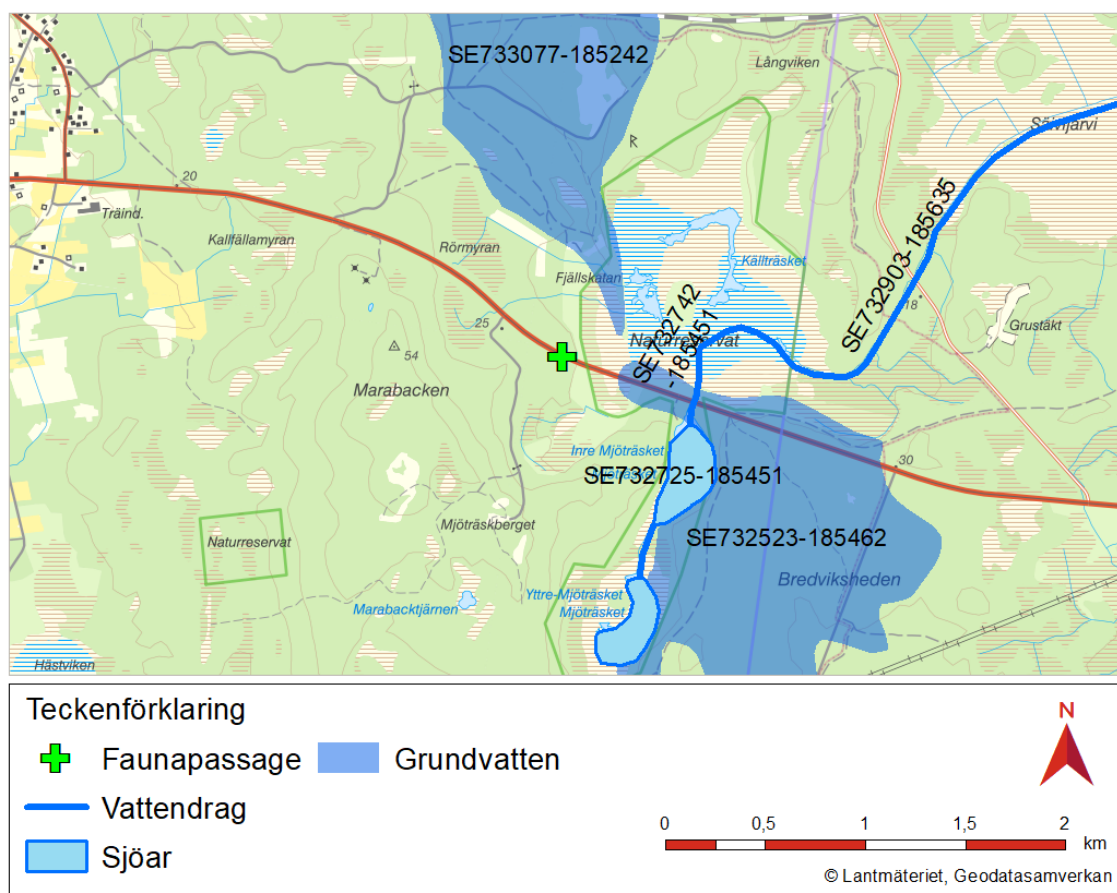 SE733077-185242
Långviken
R
Sälvijärvi
20
Träind.
Kallfällamyran
Rörmyran
Fjällskatan
Källträsket
SE732903-185635
18
Grustäkt
SE732742
-185451
Naturreservat
25
54
Marabacken
30
Inre Mjöträsket
Mjöträsket
SE732725-185451
Mjöträskberget
SE732523-185462
Naturreservat
Bredviksheden
Yttre-Mjöträsket
Mjöträsket
Marabacktjärnen
Hästviken
Teckenförklaring
Faunapassage
Grundvatten
Vattendrag
Sjöar
N
0 0,5 1 1,5 2
km
© Lantmäteriet, Geodatasamverkan